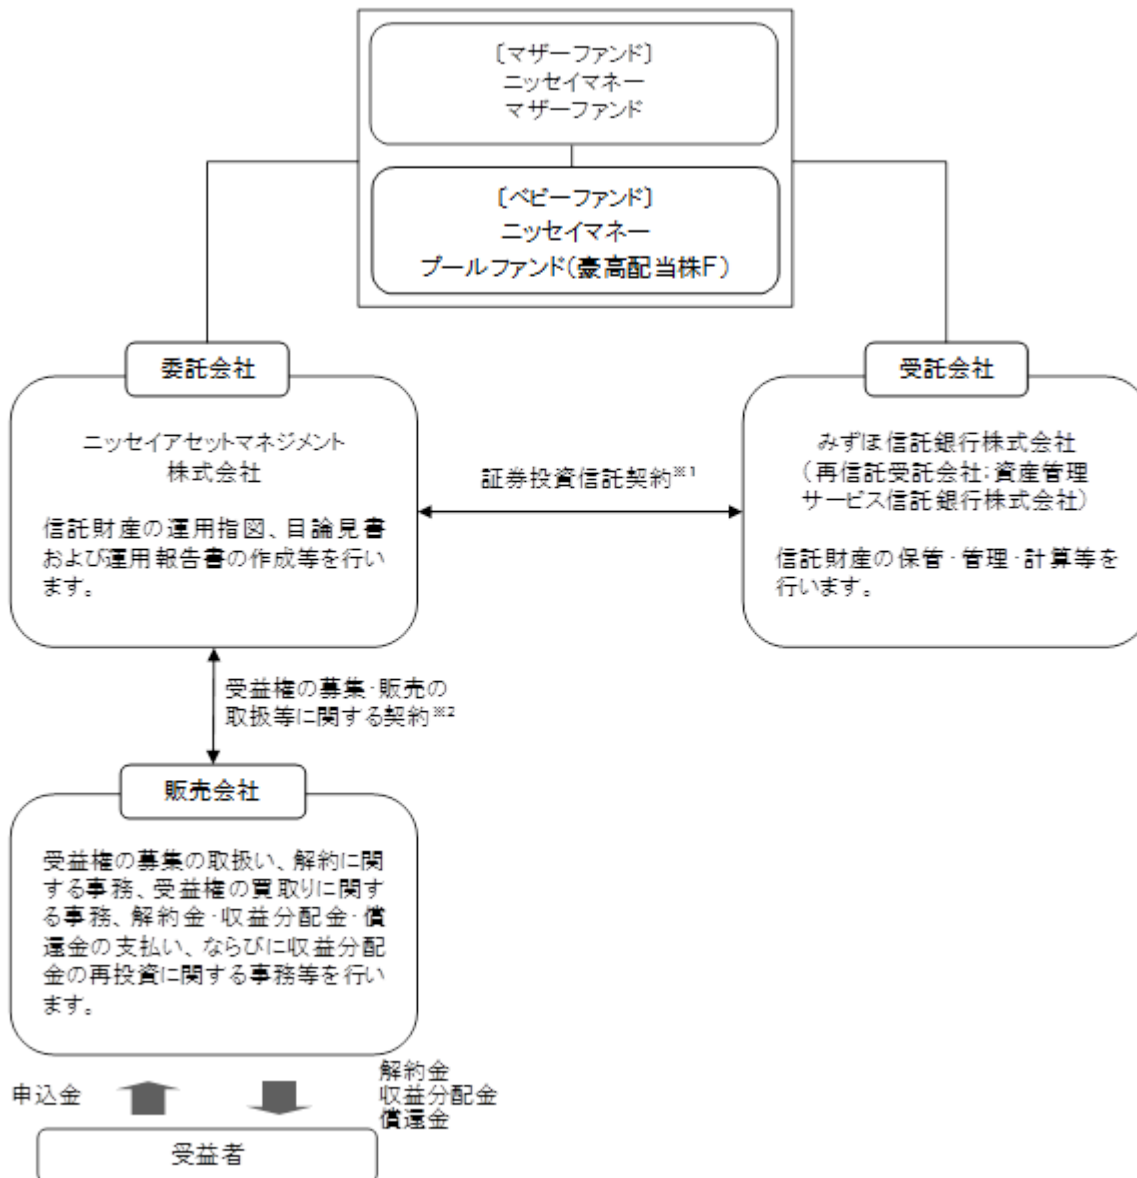 〔マザーファンド〕
ニッセイマネー
マザーファンド
〔ベビーファンド〕
ニッセイマネー
プールファンド(豪高配当株F)
委託会社
ニッセイアセットマネジメント
株式会社
信託財産の運用指図、目論見書
および運用報告書の作成等を行い
ます。
証券投資信託契約※1
受託会社
みずほ信託銀行株式会社
(再信託受託会社:資産管理
サービス信託銀行株式会社)
信託財産の保管・管理・計算等を
行います。
受益権の募集・販売の
取扱等に関する契約※2
販売会社
受益権の募集の取扱い、解約に関
する事務、受益権の買取りに関す
る事務、解約金・収益分配金・償
還金の支払い、ならびに収益分配
金の再投資に関する事務等を行い
ます。
申込金
解約金
収益分配金
償還金
受益者